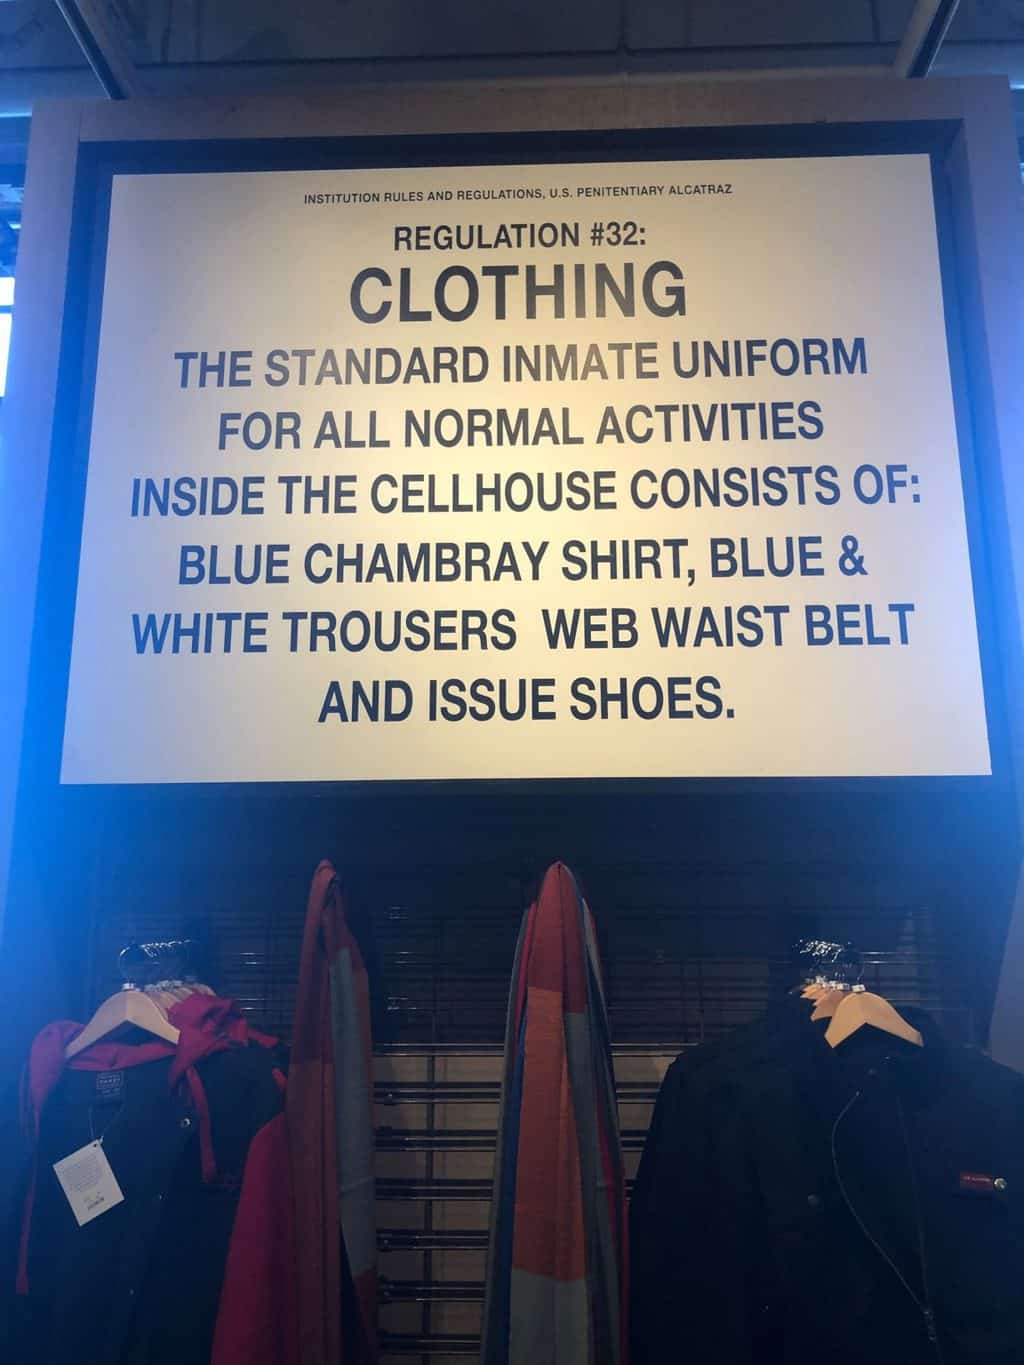 INSTITUTION RULES AND REGULATIONS, U.S. PENITENTIARY ALCATRAZ
REGULATION #32:
CLOTHING
THE STANDARD INMATE UNIFORM
FOR ALL NORMAL ACTIVITIES
INSIDE THE CELLHOUSE CONSISTS OF:
BLUE CHAMBRAY SHIRT, BLUE &
WHITE TROUSERS WEB WAIST BELT
AND ISSUE SHOES.